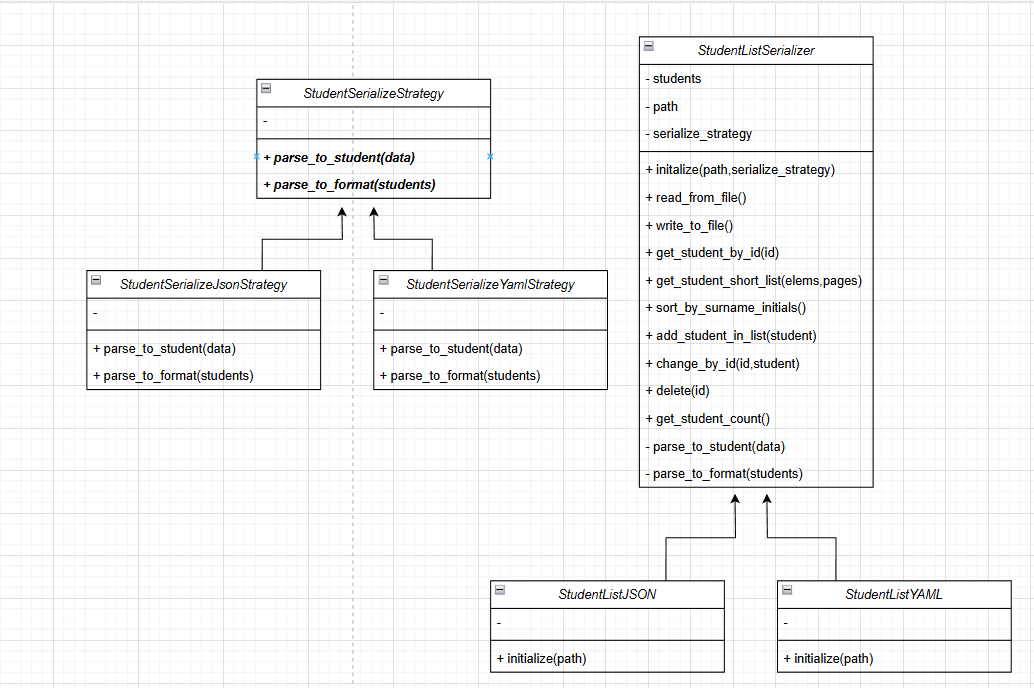 StudentSerializeStrategy
-
+ parse_to_student(data)
+ parse_to_format(students)
StudentSerializeJsonStrategy
-
+ parse_to_student(data)
+ parse_to_format(students)
StudentSerializeYamlStrategy
-
+ parse_to_student(data)
+ parse_to_format(students)
StudentListSerializer
- students
- path
- serialize_strategy
+ initalize(path,serialize_strategy)
+ read_from_file()
+ write_to_file()
+ get_student_by_id(id)
+ get_student_short_list(elems,pages)
+ sort_by_surname_initials()
+ add_student_in_list(student)
+ change_by_id(id,student)
+ delete(id)
+ get_student_count()
- parse_to_student(data)
- parse_to_format(students)
StudentListJSON
-
+ initialize(path)
StudentListYAML
-
+ initialize(path)